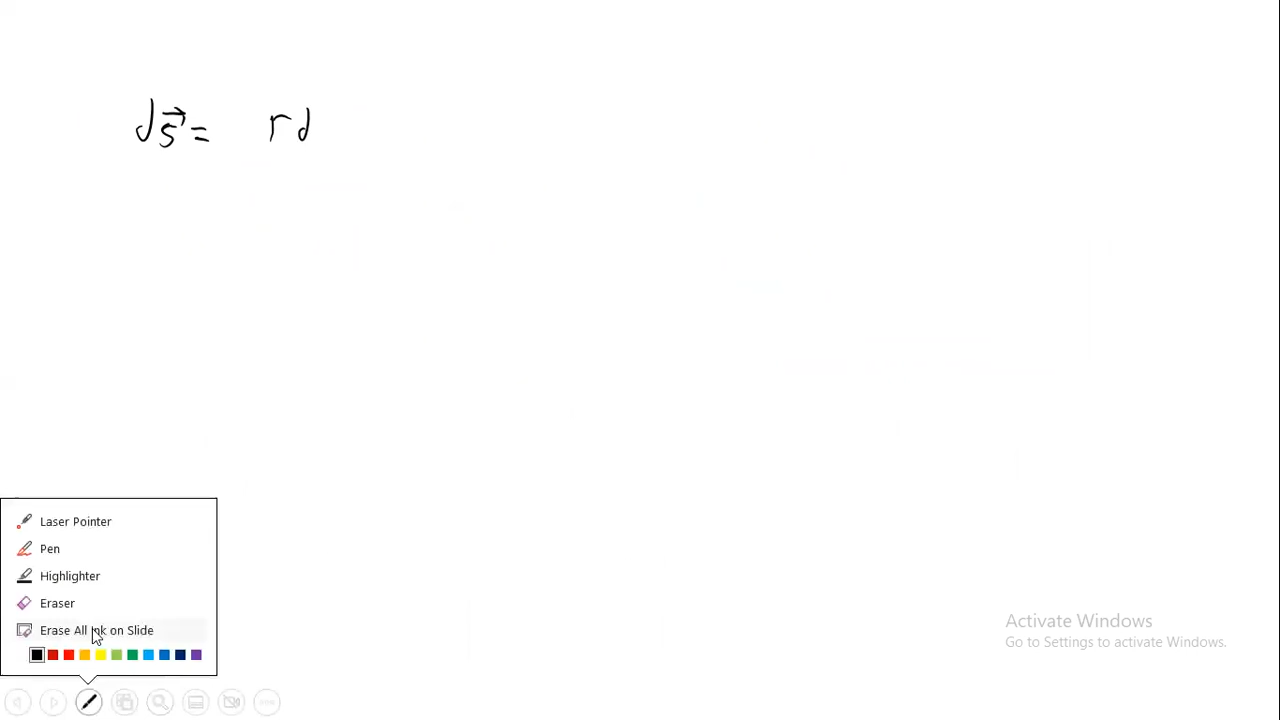 ds⃗ = rd
Laser Pointer
Pen
Highlighter
Eraser
Erase All Ink on Slide
Activate Windows
Go to Settings to activate Windows.